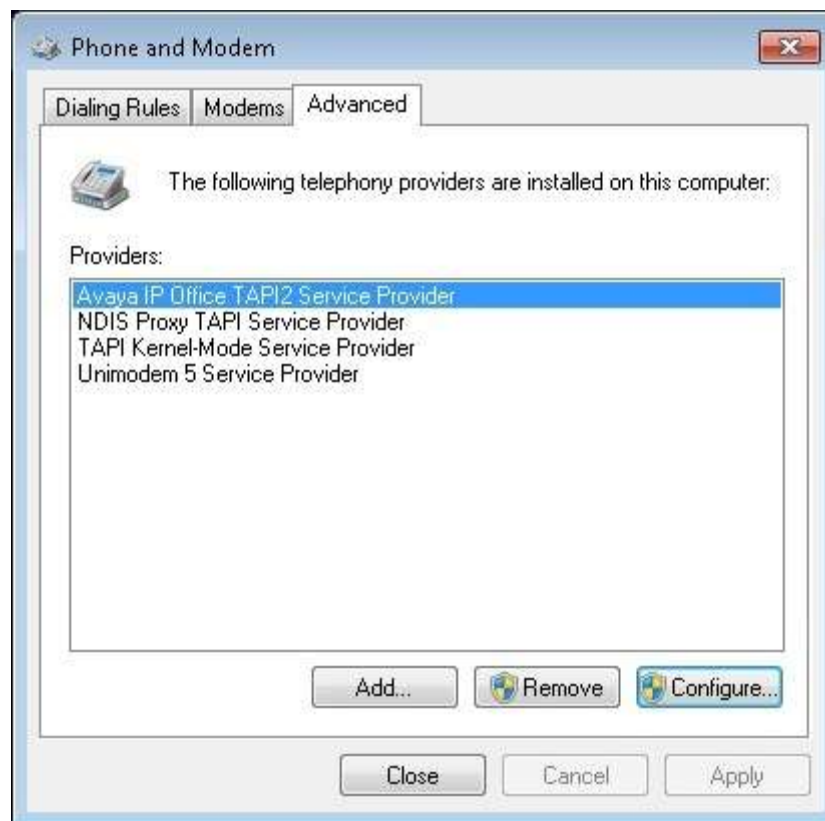 Phone and Modem
Dialing Rules Modems Advanced
The following telephony providers are installed on this computer:
Providers:
Avaya IP Office TAPI2 Service Provider
NDIS Proxy TAPI Service Provider
TAPI Kernel-Mode Service Provider
Unimodem 5 Service Provider
Add... Remove Configure...
Close Cancel Apply